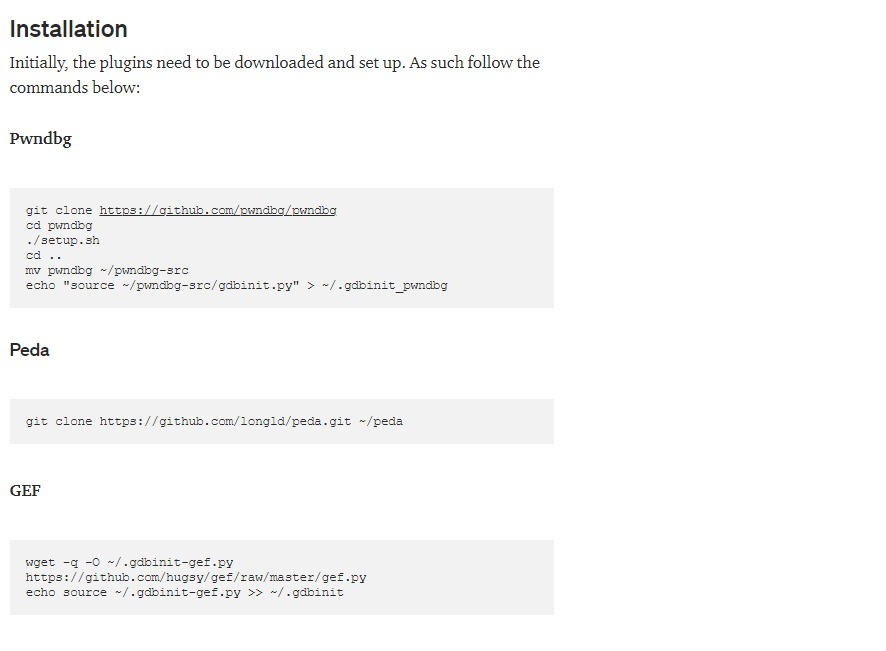 Installation
Initially, the plugins need to be downloaded and set up. As such follow the
commands below:
Pwndbg
git clone https://github.com/pwndbg/pwndbg
cd pwndbg
./setup.sh
cd ..
mv pwndbg ~/pwndbg-src
echo "source ~/pwndbg-src/gdbinit.py" > ~/.gdbinit_pwndbg
Peda
git clone https://github.com/longld/peda.git ~/peda
GEF
wget -q -O ~/.gdbinit-gef.py
https://github.com/hugsy/gef/raw/master/gef.py
echo source ~/.gdbinit-gef.py >> ~/.gdbinit